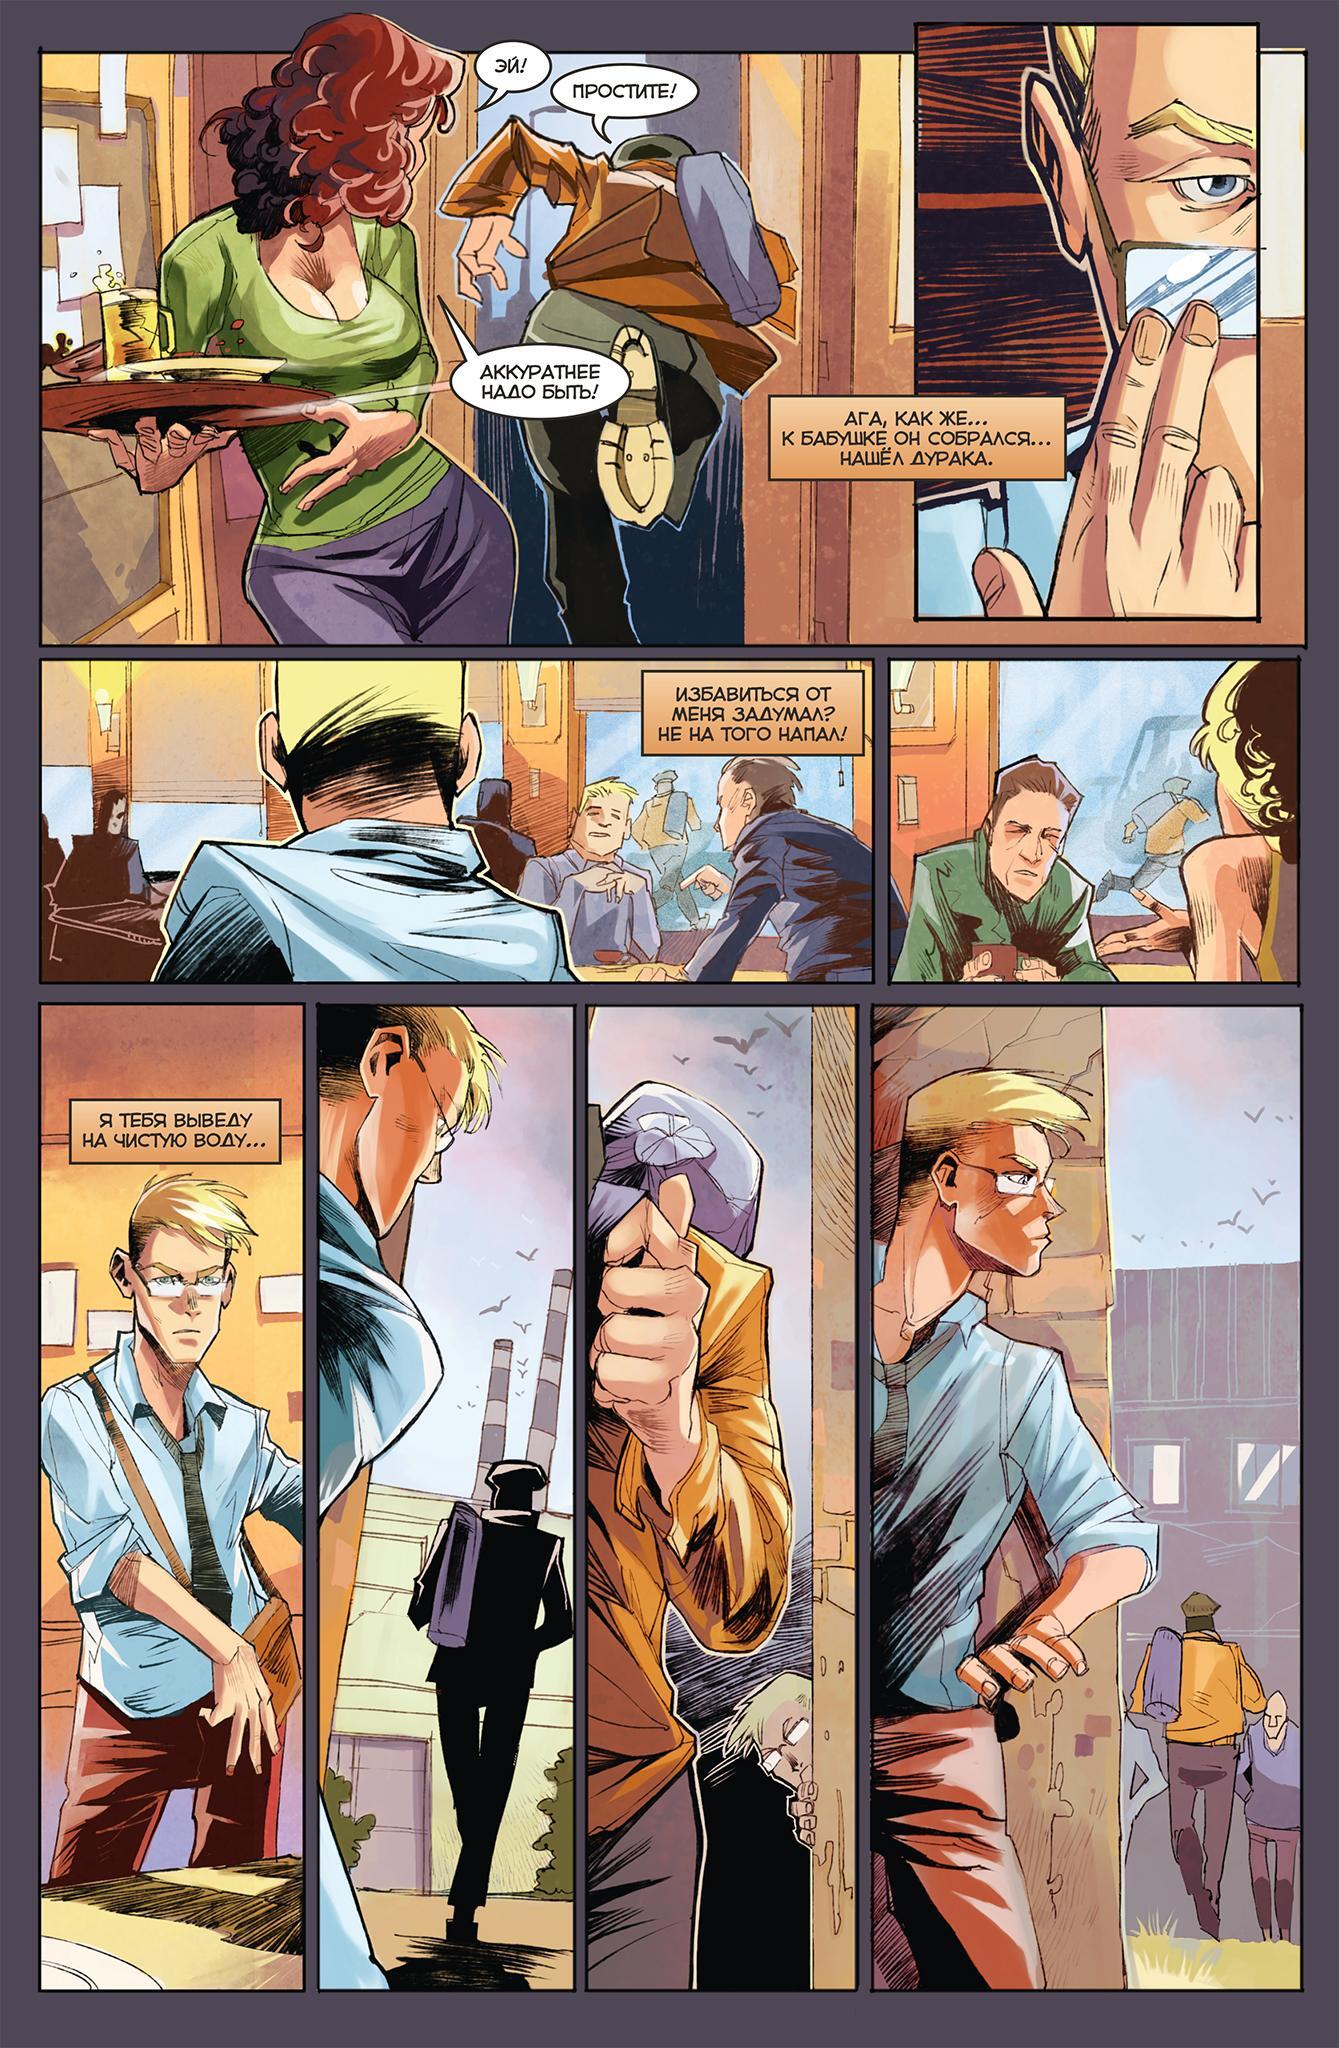 ЭЙ!
ПРОСТИТЕ!
АККУРАТНЕЕ
НАДО БЫТЬ!
АГА, КАК ЖЕ...
К БАБУШКЕ ОН СОБРАЛСЯ...
НАШЁЛ ДУРАКА.
ИЗБАВИТЬСЯ ОТ
МЕНЯ ЗАДУМАЛ?
НЕ НА ТОГО НАПАЛ!
Я ТЕБЯ ВЫВЕДУ
НА ЧИСТУЮ ВОДУ...